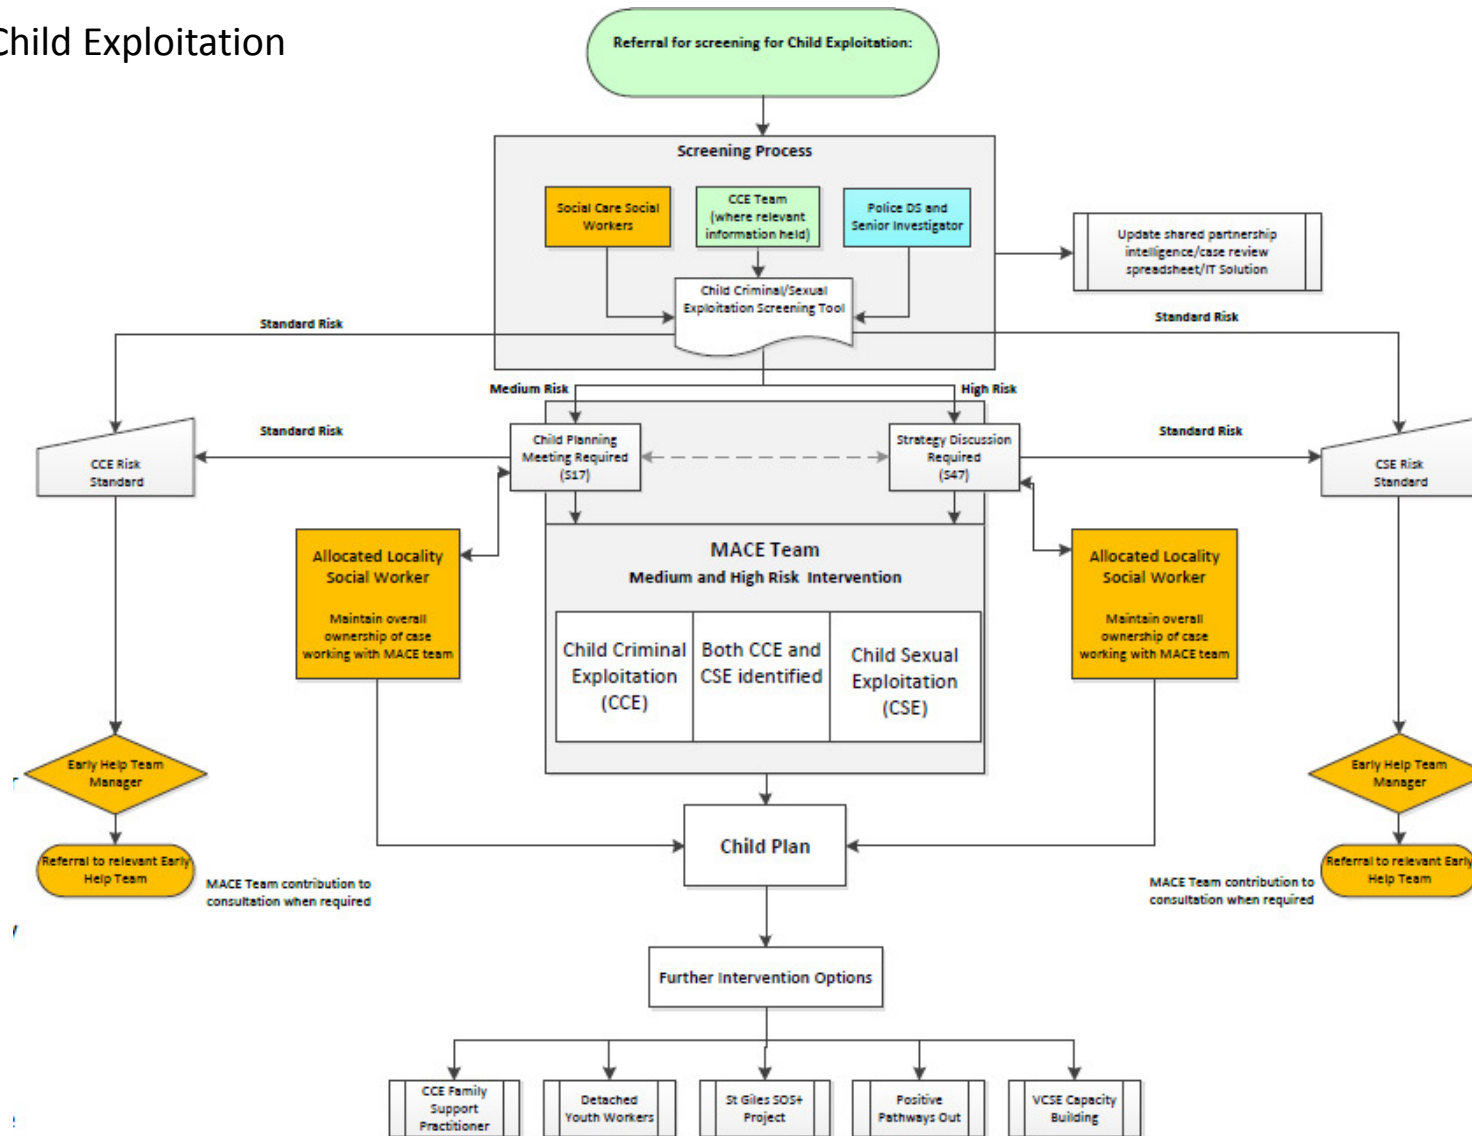 Child Exploitation
Referral for screening for Child Exploitation:
Screening Process
Social Care Social
Workers
CCE Team
(where relevant
information held)
Police DS and
Senior Investigator
Update shared partnership
intelligence/case review
spreadsheet/IT Solution
Child Criminal/Sexual
Exploitation Screening Tool
Standard Risk
Standard Risk
Medium Risk
High Risk
Standard Risk
Standard Risk
CCE Risk
Standard
Child Planning
Meeting Required
(S17)
Strategy Discussion
Required
(S47)
CSE Risk
Standard
Allocated Locality
Social Worker
Maintain overall
ownership of case
working with MACE team
MACE Team
Medium and High Risk Intervention
Child Criminal
Exploitation
(CCE)
Both CCE and
CSE identified
Child Sexual
Exploitation
(CSE)
Allocated Locality
Social Worker
Maintain overall
ownership of case
working with MACE team
Early Help Team
Manager
Early Help Team
Manager
Child Plan
Referral to relevant Early
Help Team
MACE Team contribution to
consultation when required
MACE Team contribution to
consultation when required
Referral to relevant Early
Help Team
Further Intervention Options
CCE Family
Support
Practitioner
Detached
Youth Workers
St Giles SOS+
Project
Positive
Pathways Out
VCSE Capacity
Building